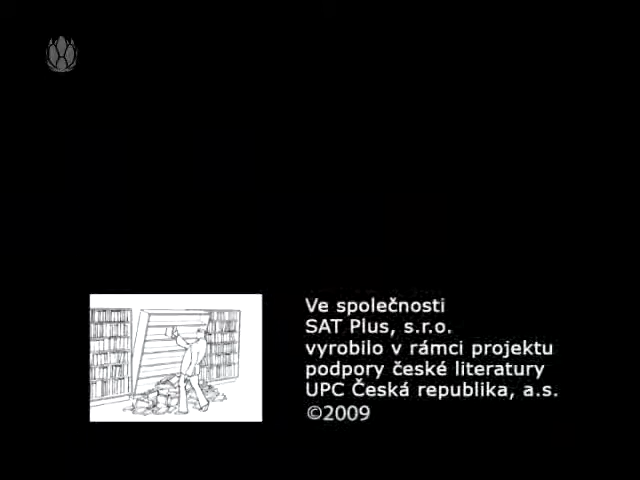 Ve společnosti
SAT Plus, s.r.o.
vyrobilo v rámci projektu
podpory české literatury
UPC Česká republika, a.s.
©2009